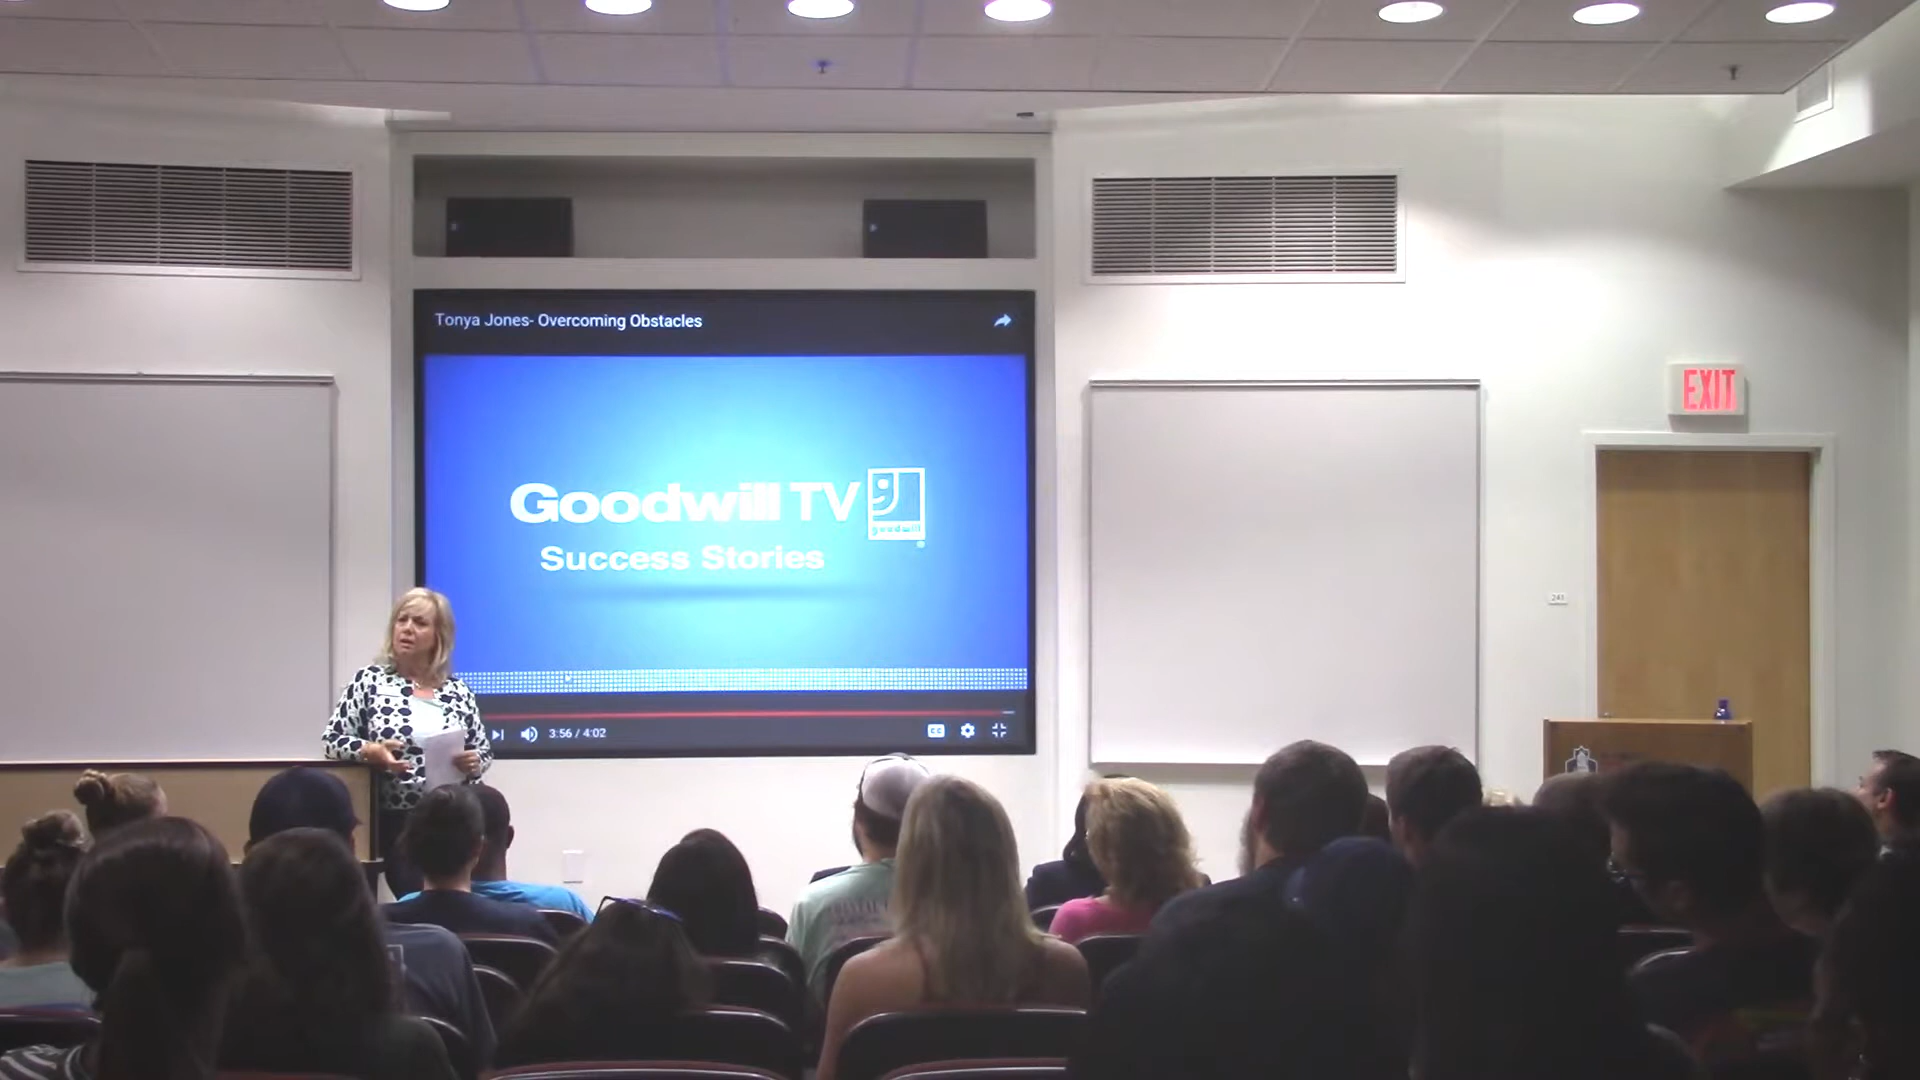 Tonya Jones- Overcoming Obstacles
EXIT
Goodwill TV
goodwill
Success Stories
241
3:56 / 4:02
CC